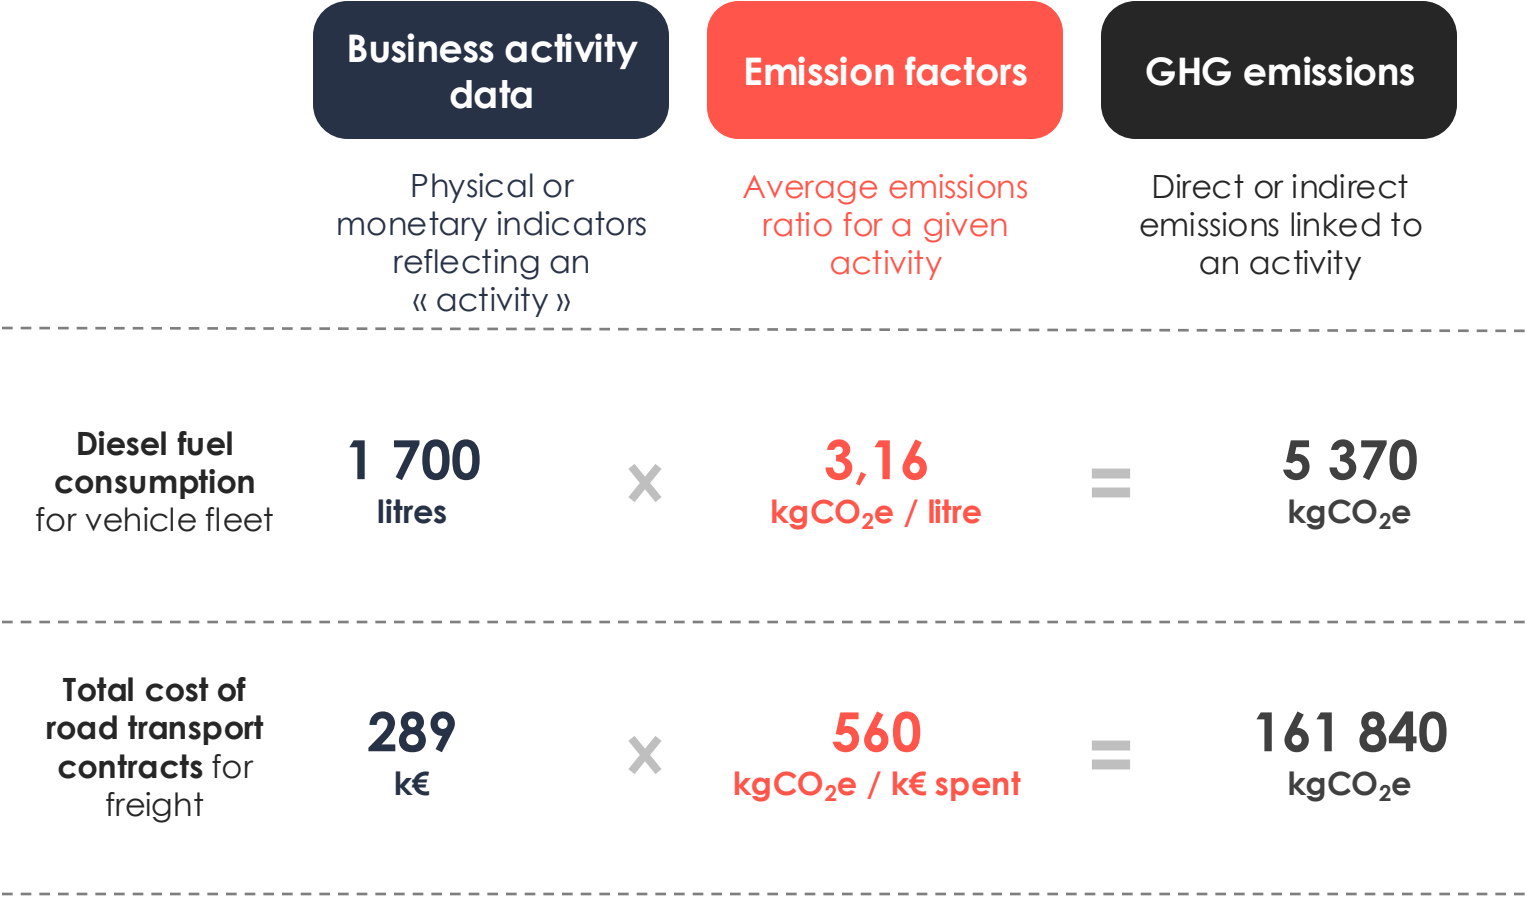 Business activity
data
Emission factors
GHG emissions
Physical or
monetary indicators
reflecting an
« activity »
Average emissions
ratio for a given
activity
Direct or indirect
emissions linked to
an activity
Diesel fuel
consumption
for vehicle fleet
1 700
litres
×
3,16
kgCO₂e / litre
=
5 370
kgCO₂e
Total cost of
road transport
contracts for
freight
289
k€
×
560
kgCO₂e / k€ spent
=
161 840
kgCO₂e